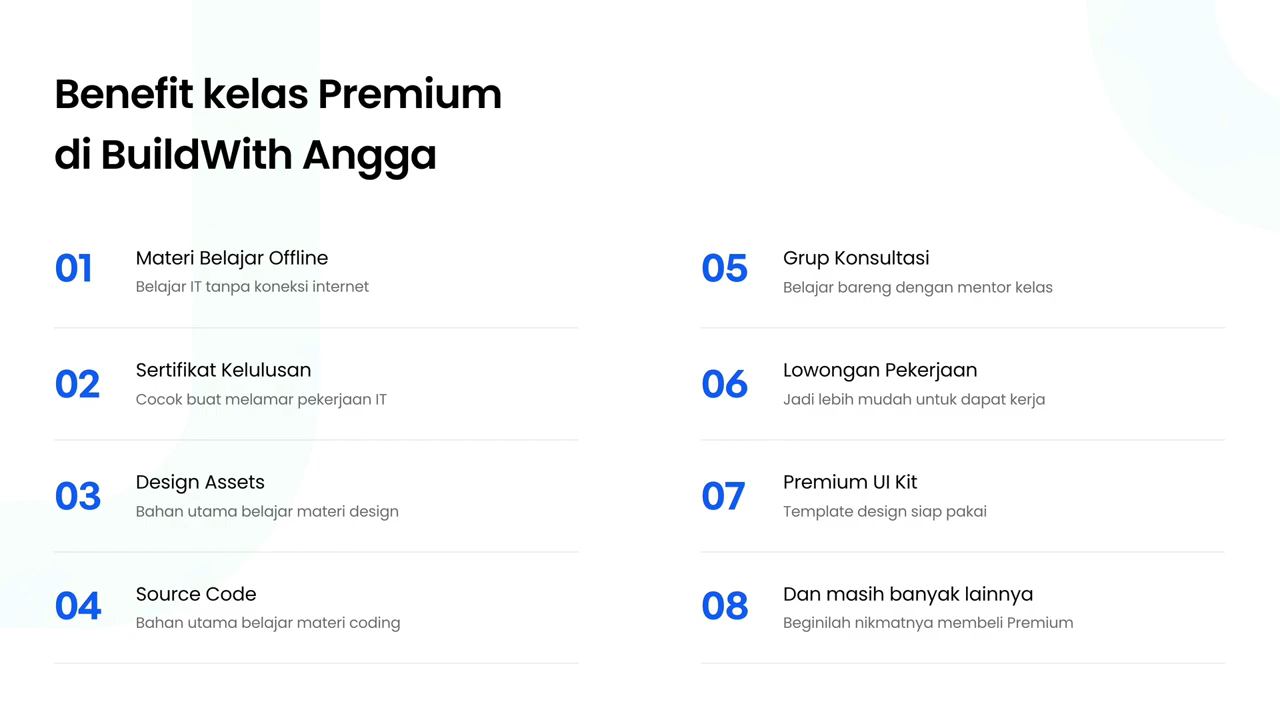 Benefit kelas Premium
di BuildWith Angga
01
Materi Belajar Offline
Belajar IT tanpa koneksi internet
02
Sertifikat Kelulusan
Cocok buat melamar pekerjaan IT
03
Design Assets
Bahan utama belajar materi design
04
Source Code
Bahan utama belajar materi coding
05
Grup Konsultasi
Belajar bareng dengan mentor kelas
06
Lowongan Pekerjaan
Jadi lebih mudah untuk dapat kerja
07
Premium UI Kit
Template design siap pakai
08
Dan masih banyak lainnya
Beginilah nikmatnya membeli Premium